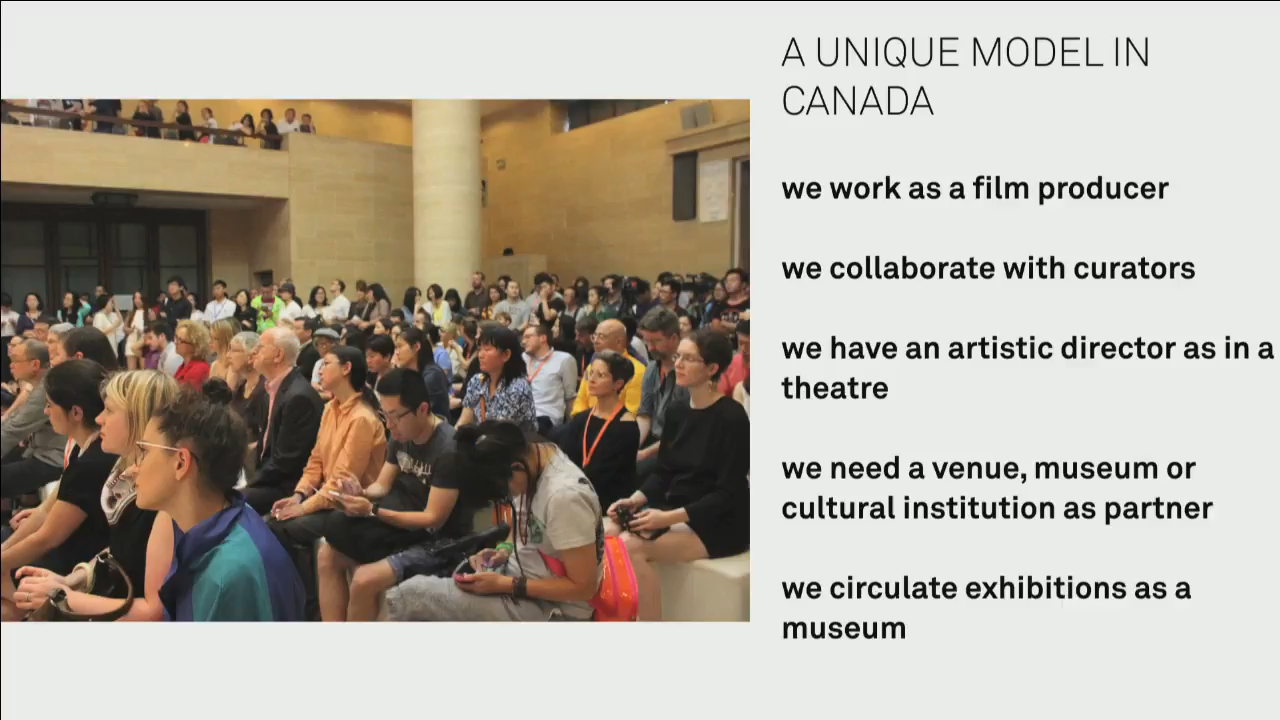 A UNIQUE MODEL IN
CANADA
we work as a film producer
we collaborate with curators
we have an artistic director as in a
theatre
we need a venue, museum or
cultural institution as partner
we circulate exhibitions as a
museum